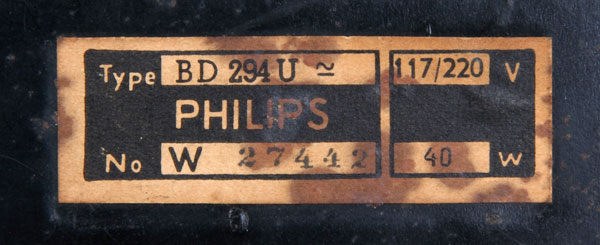 Type BD 294 U ≃ 117/220 V
PHILIPS
No W 27442 40 W